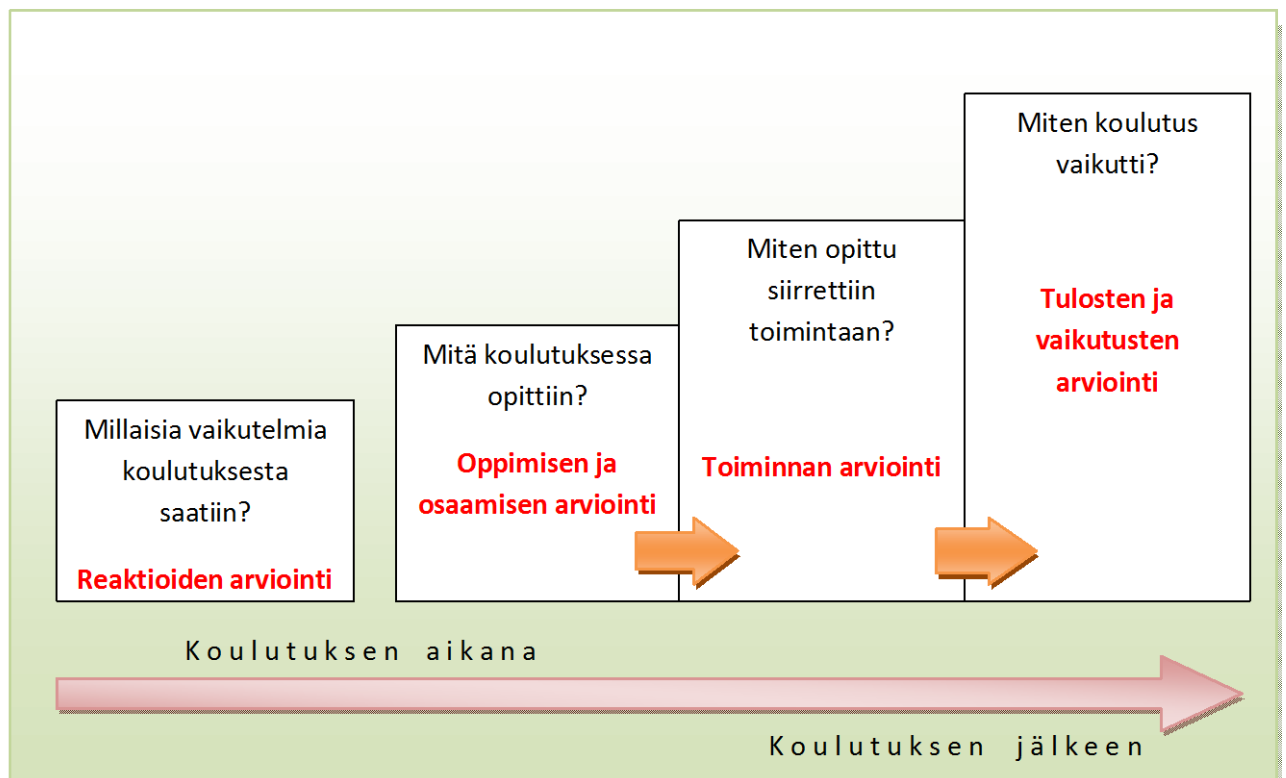 Millaisia vaikutelmia
koulutuksesta
saatiin?
Reaktioiden arviointi
Mitä koulutuksessa
opittiin?
Oppimisen ja
osaamisen arviointi
Miten opittu
siirrettiin
toimintaan?
Toiminnan arviointi
Miten koulutus
vaikutti?
Tulosten ja
vaikutusten
arviointi
Koulutuksen aikana
Koulutuksen jälkeen